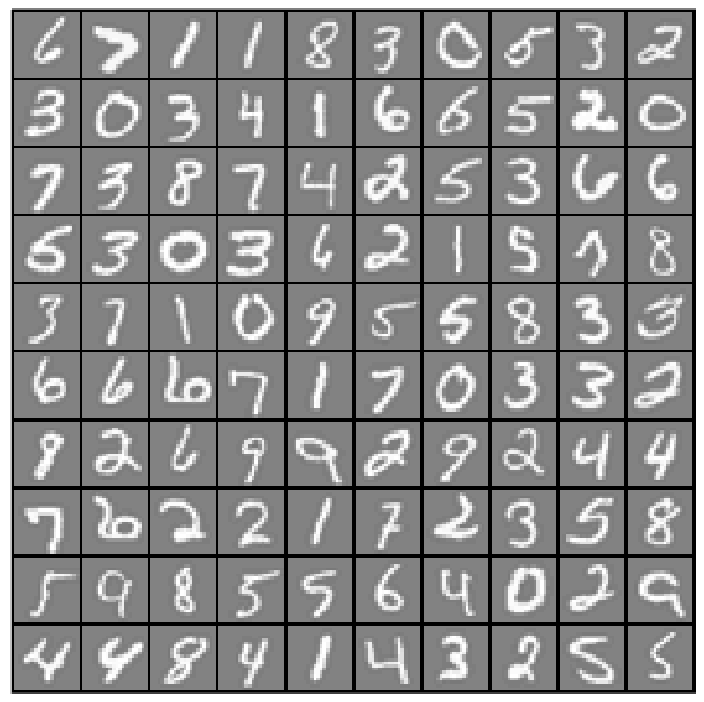 6 7 1 1 8 3 0 5 3 2
3 0 3 4 1 6 6 5 2 0
7 3 8 7 4 2 5 3 6 6
5 3 0 3 6 2 1 5 8
3 7 1 0 9 5 5 8 3 3
6 6 6 7 1 7 0 3 3 2
9 2 6 9 9 2 9 2 4 4
7 2 2 1 7 2 3 5 8
5 9 8 5 5 6 4 0 2 9
4 4 8 4 1 4 3 2 5 5